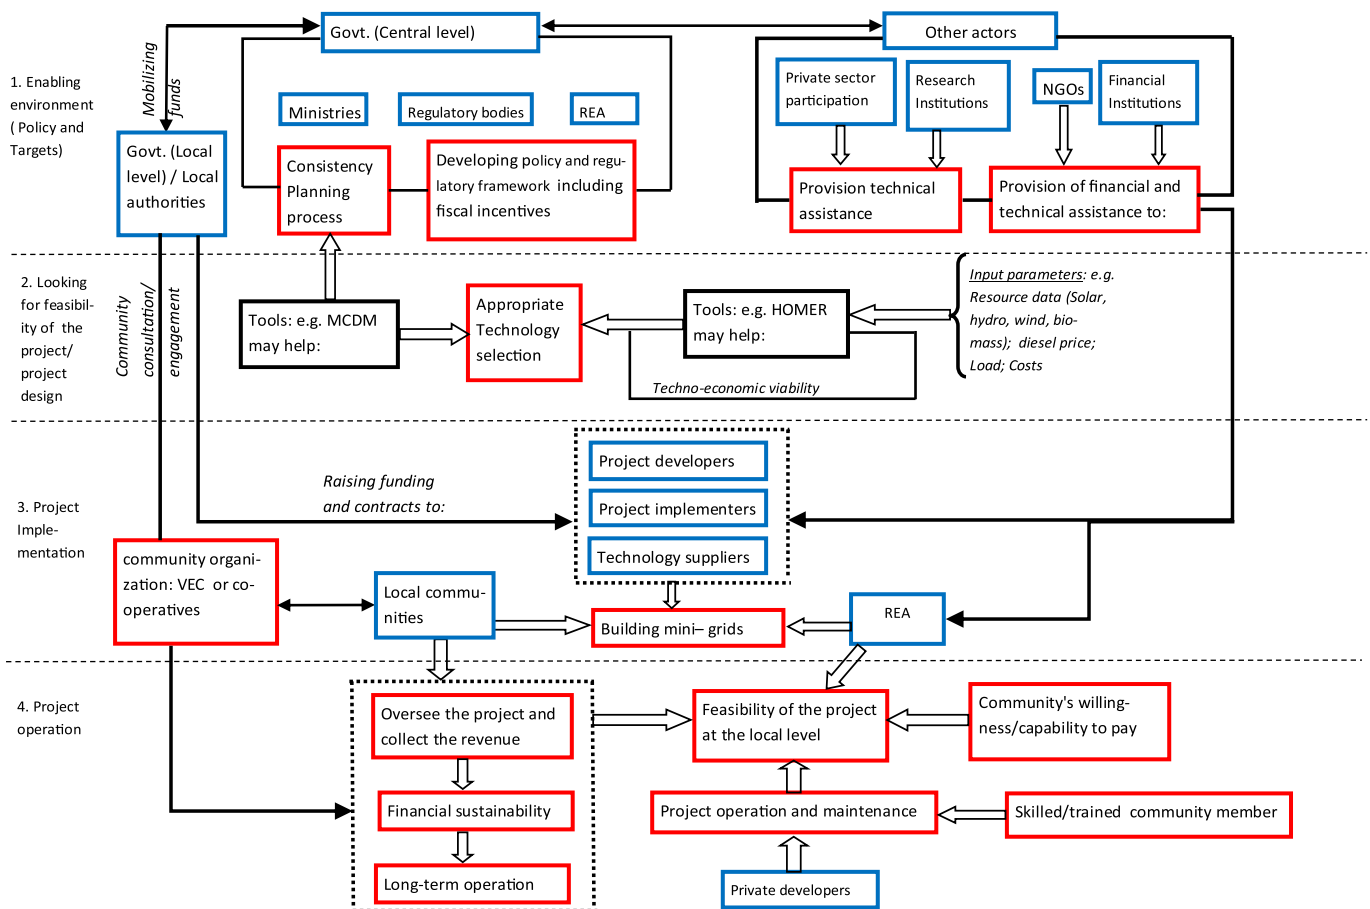 Govt. (Central level)
Other actors
Mobilizing
funds
1. Enabling
environment
( Policy and
Targets)
Private sector
participation
Research
Institutions
NGOs
Financial
Institutions
Ministries
Regulatory bodies
REA
Govt. (Local
level) / Local
authorities
Consistency
Planning
process
Developing policy and regu-
latory framework including
fiscal incentives
Provision technical
assistance
Provision of financial and
technical assistance to:
2. Looking
for feasibil-
ity of the
project/
project
design
Community
consultation/
engagement
Tools: e.g. MCDM
may help:
Appropriate
Technology
selection
Tools: e.g. HOMER
may help:
Input parameters: e.g.
Resource data (Solar,
hydro, wind, bio-
mass); diesel price;
Load; Costs
Techno-economic viability
3. Project
Imple-
mentation
Raising funding
and contracts to:
Project developers
Project implementers
Technology suppliers
community organi-
zation: VEC or co-
operatives
Local commu-
nities
Building mini– grids
REA
4. Project
operation
Oversee the project and
collect the revenue
Feasibility of the project
at the local level
Community's willing-
ness/capability to pay
Financial sustainability
Project operation and maintenance
Skilled/trained community member
Long-term operation
Private developers